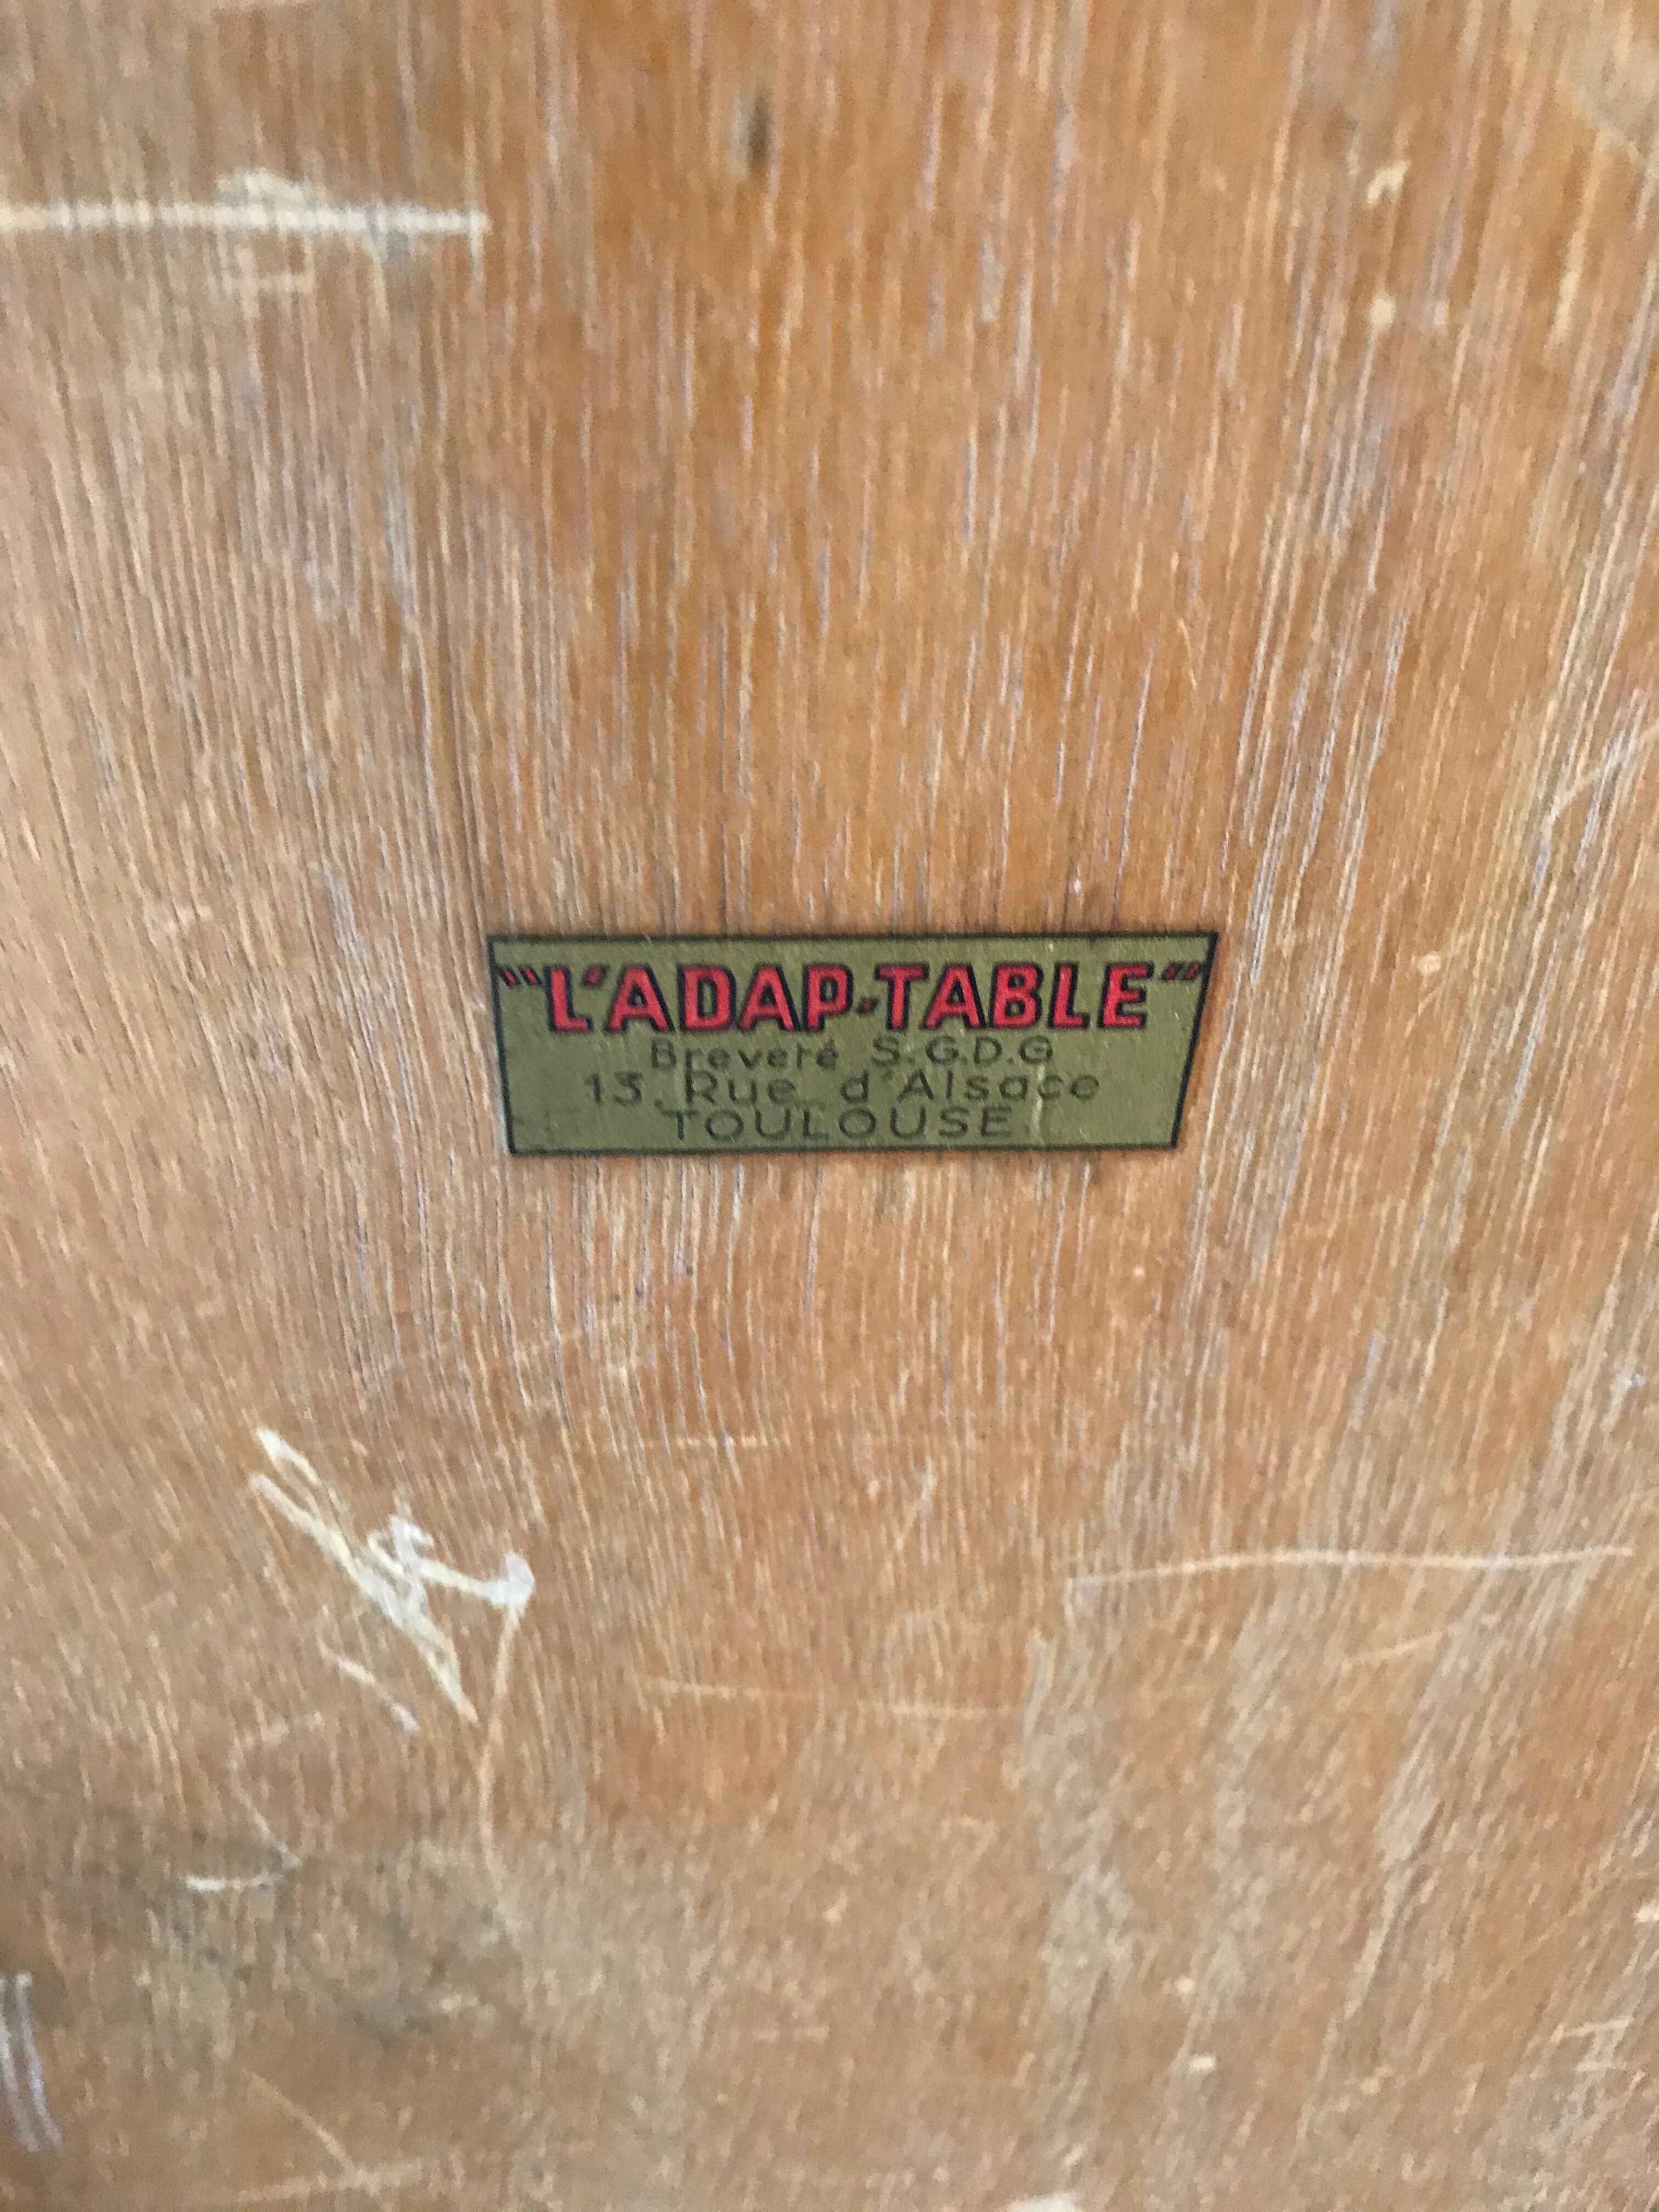 "L'ADAP-TABLE"
Breveté S.G.D.G
13, Rue d'Alsace
TOULOUSE